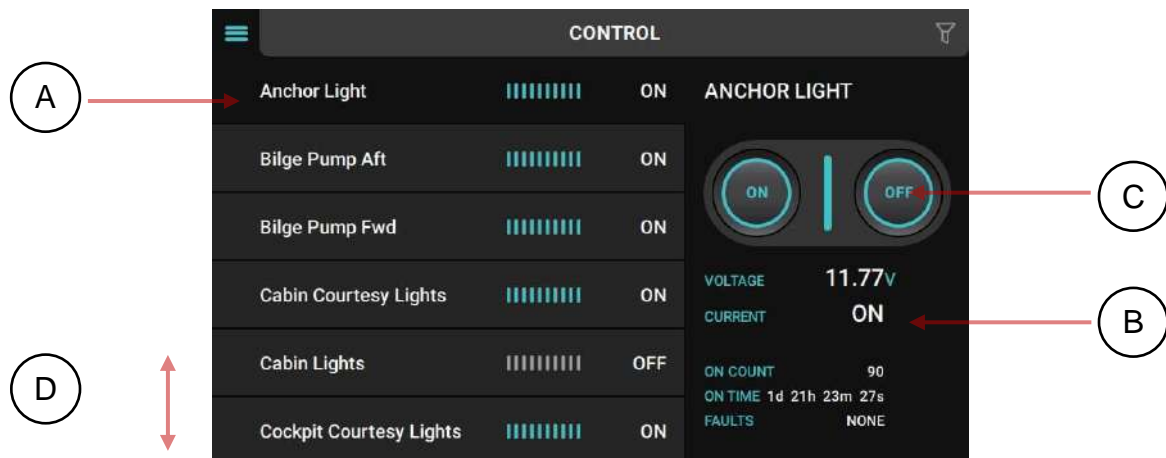 CONTROL
A
Anchor Light ON
ANCHOR LIGHT
Bilge Pump Aft ON
ON OFF
C
Bilge Pump Fwd ON
VOLTAGE 11.77V
Cabin Courtesy Lights ON
CURRENT ON
B
Cabin Lights OFF
ON COUNT 90
D
ON TIME 1d 21h 23m 27s
FAULTS NONE
Cockpit Courtesy Lights ON